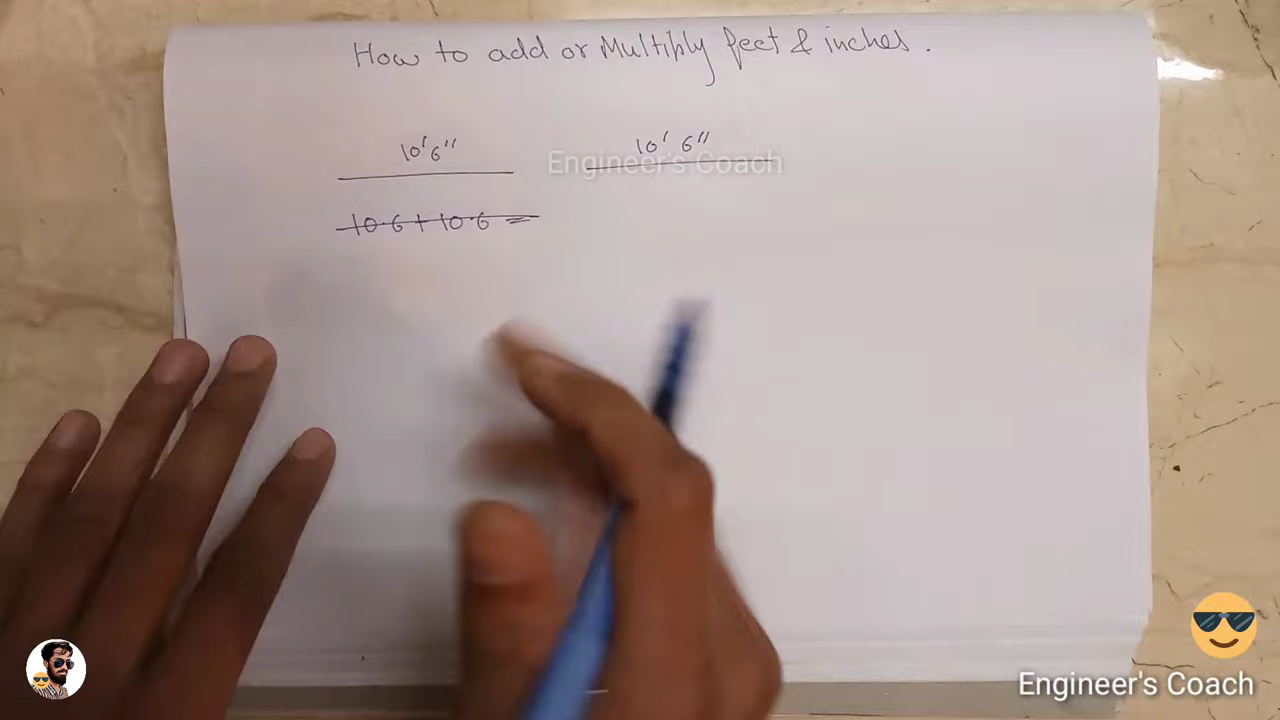 How to add or Multiply feet & inches.
10'6" 10' 6"
Engineer's Coach
10.6 + 10.6 =
Engineer's Coach